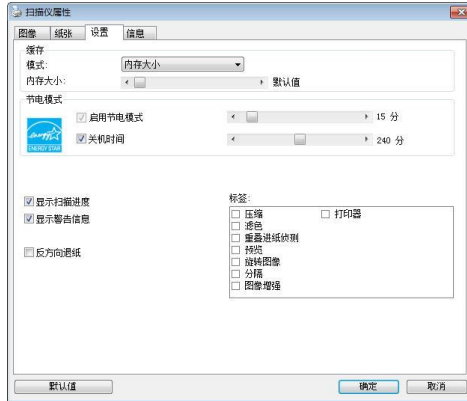 扫描仪属性
图像 纸张 设置 信息
缓存
模式: 内存大小
内存大小: 默认值
节电模式
启用节电模式 15 分
关机时间 240 分
ENERGY STAR
显示扫描进度
显示警告信息
反方向退纸
标签:
压缩 打印器
滤色
重叠进纸侦测
预览
旋转图像
分隔
图像增强
默认值 确定 取消